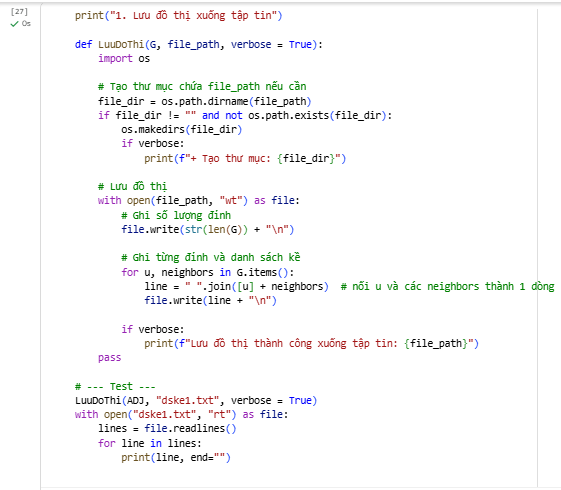 [27]
0s
print("1. Lưu đồ thị xuống tập tin")
def LuuDoThi(G, file_path, verbose = True):
import os
# Tạo thư mục chứa file_path nếu cần
file_dir = os.path.dirname(file_path)
if file_dir != "" and not os.path.exists(file_dir):
os.makedirs(file_dir)
if verbose:
print(f"+ Tạo thư mục: {file_dir}")
# Lưu đồ thị
with open(file_path, "wt") as file:
# Ghi số lượng đỉnh
file.write(str(len(G)) + "\n")
# Ghi từng đỉnh và danh sách kề
for u, neighbors in G.items():
line = " ".join([u] + neighbors)  # nối u và các neighbors thành 1 dòng
file.write(line + "\n")
if verbose:
print(f"Lưu đồ thị thành công xuống tập tin: {file_path}")
pass
# --- Test ---
LuuDoThi(ADJ, "dske1.txt", verbose = True)
with open("dske1.txt", "rt") as file:
lines = file.readlines()
for line in lines:
print(line, end="")